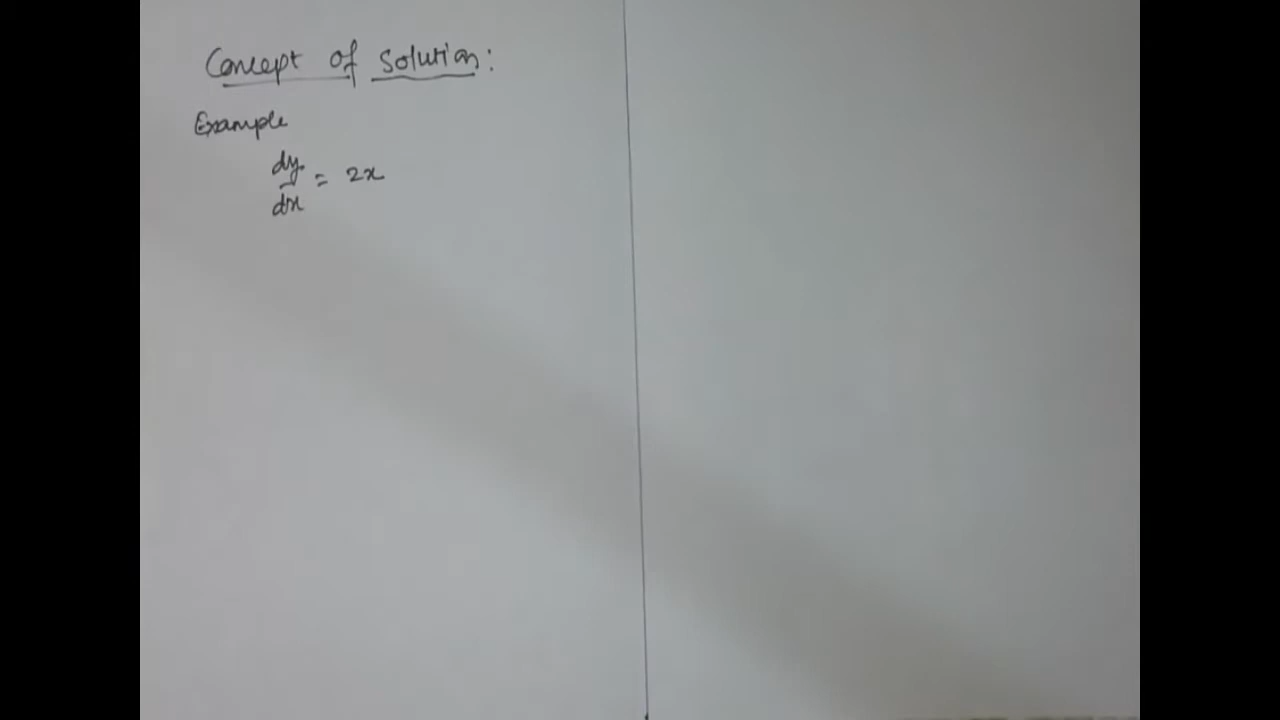 Concept of Solution:
Example
dy/dx = 2x